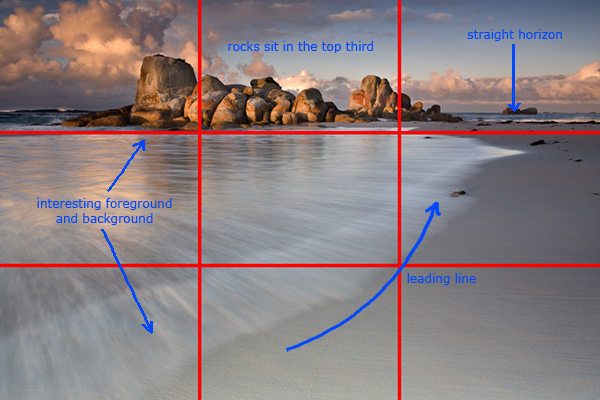 rocks sit in the top third
straight horizon
interesting foreground
and background
leading line